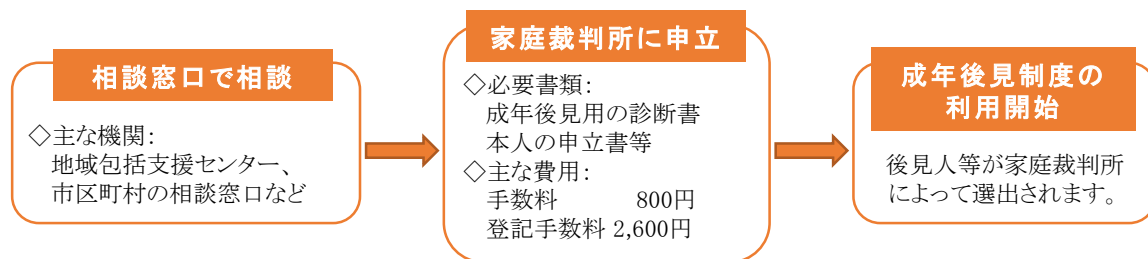 相談窓口で相談
◇主な機関：
地域包括支援センター、
市区町村の相談窓口など
家庭裁判所に申立
◇必要書類：
成年後見用の診断書
本人の申立書等
◇主な費用：
手数料　　　　800円
登記手数料 2,600円
成年後見制度の
利用開始
後見人等が家庭裁判所
によって選出されます。